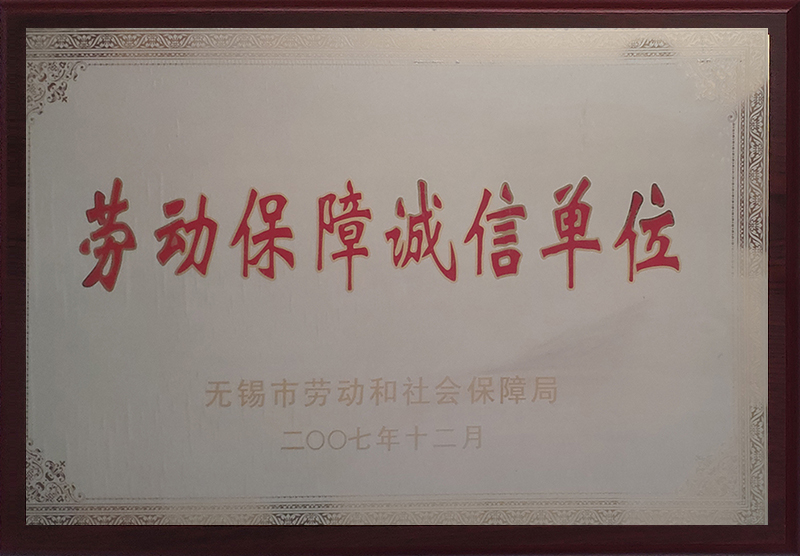 劳动保障诚信单位
无锡市劳动和社会保障局
二〇〇七年十二月